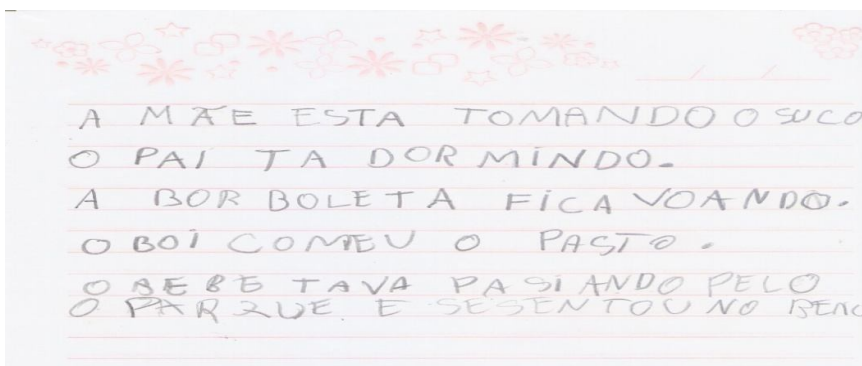 A MÃE ESTA TOMANDO O SUCO
O PAI TA DORMINDO.
A BORBOLETA FICA VOANDO.
O BOI COMEU O PASTO.
O BEBE TAVA PASIANDO PELO
O PARQUE E SESENTOU NO